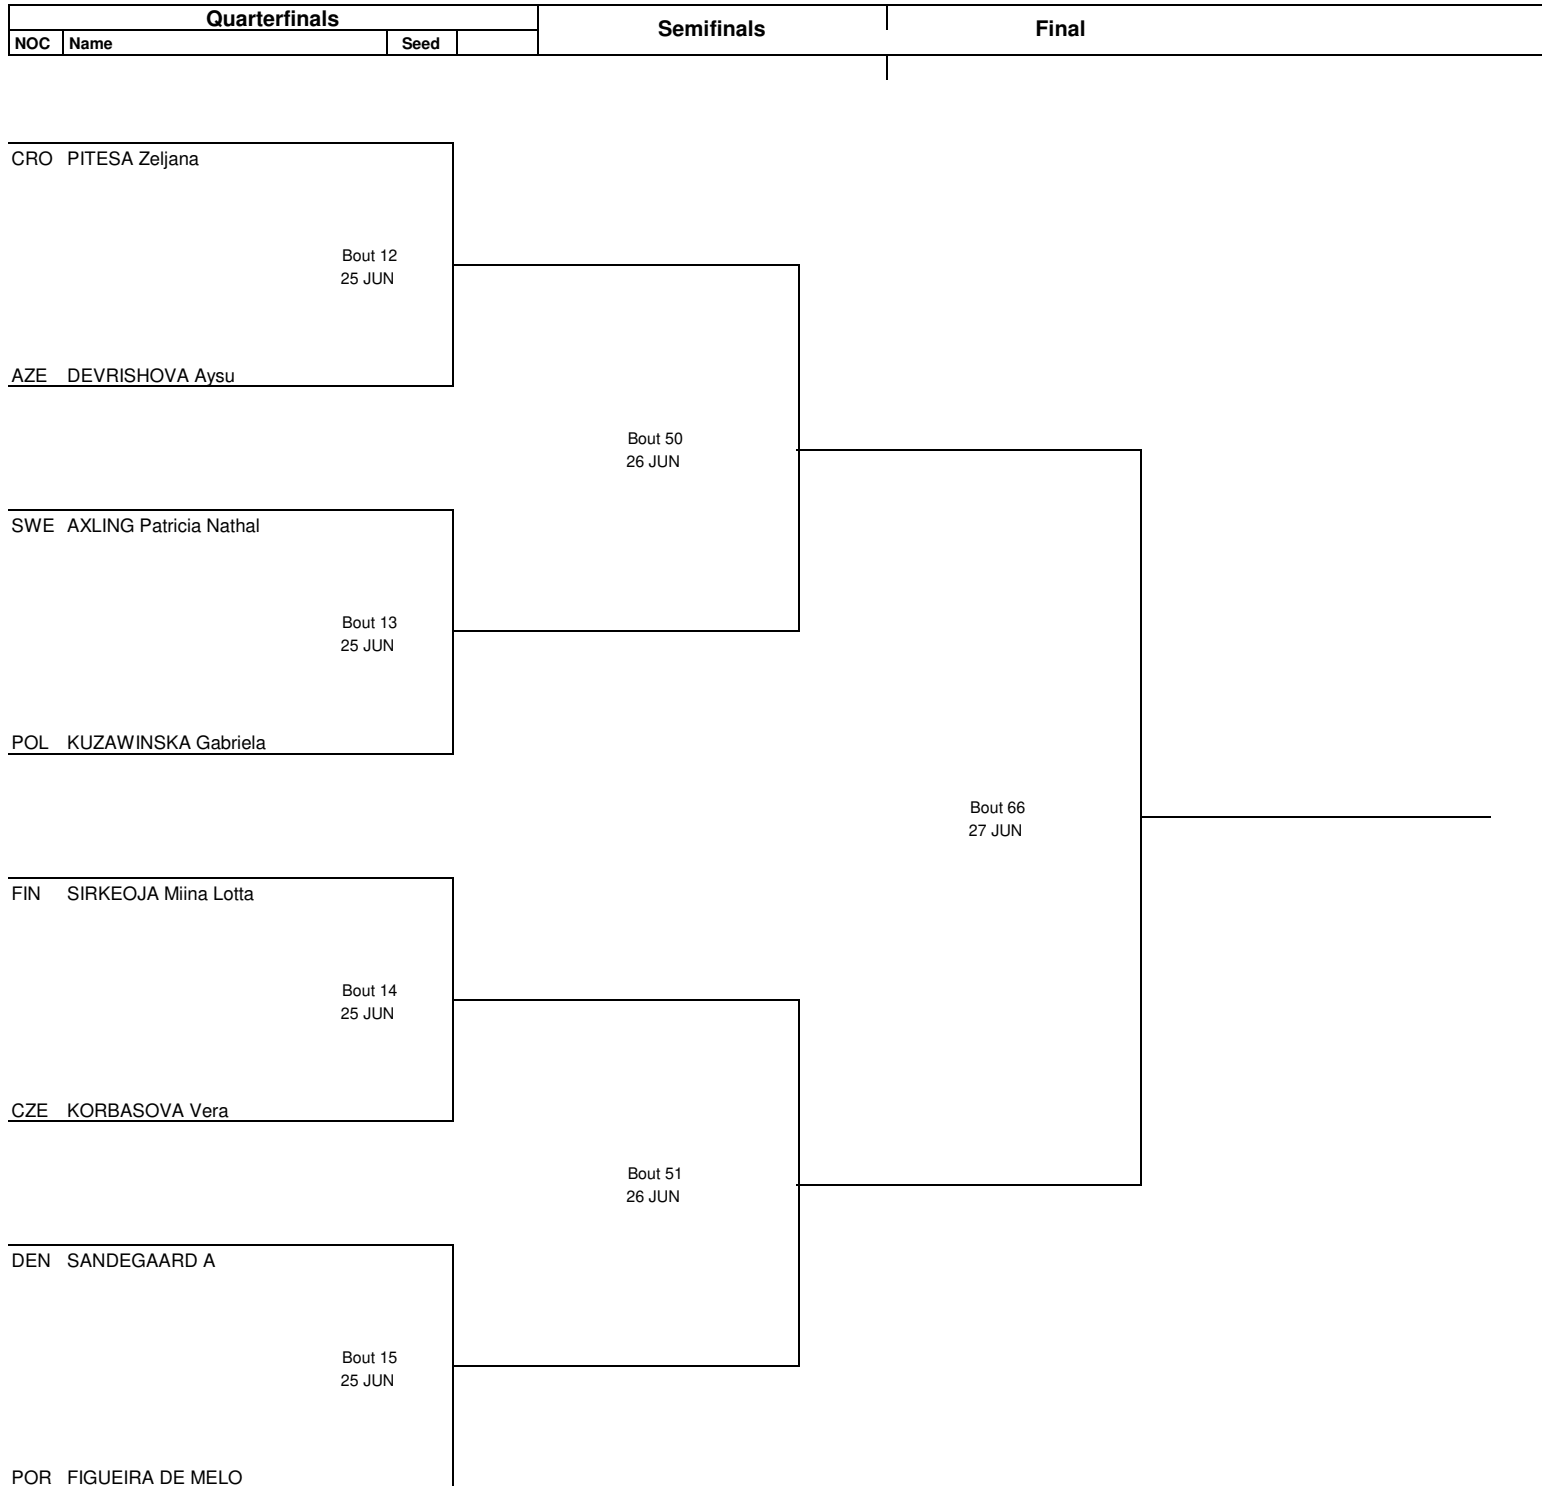 Quarterfinals Semifinals Final
NOC Name Seed
CRO PITESA Zeljana
Bout 12
25 JUN
AZE DEVRISHOVA Aysu
Bout 50
26 JUN
SWE AXLING Patricia Nathal
Bout 13
25 JUN
POL KUZAWINSKA Gabriela
Bout 66
27 JUN
FIN SIRKEOJA Miina Lotta
Bout 14
25 JUN
CZE KORBASOVA Vera
Bout 51
26 JUN
DEN SANDEGAARD A
Bout 15
25 JUN
POR FIGUEIRA DE MELO